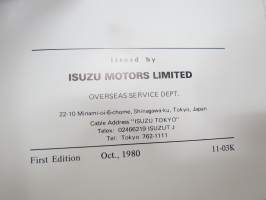 Issued by
ISUZU MOTORS LIMITED
OVERSEAS SERVICE DEPT.
22-10 Minami-oi 6-chome, Shinagawa-ku, Tokyo, Japan
Cable Address "ISUZU TOKYO"
Telex: 02466219 ISUZUT J
Tel: Tokyo 762-1111
First Edition Oct., 1980 11-03K